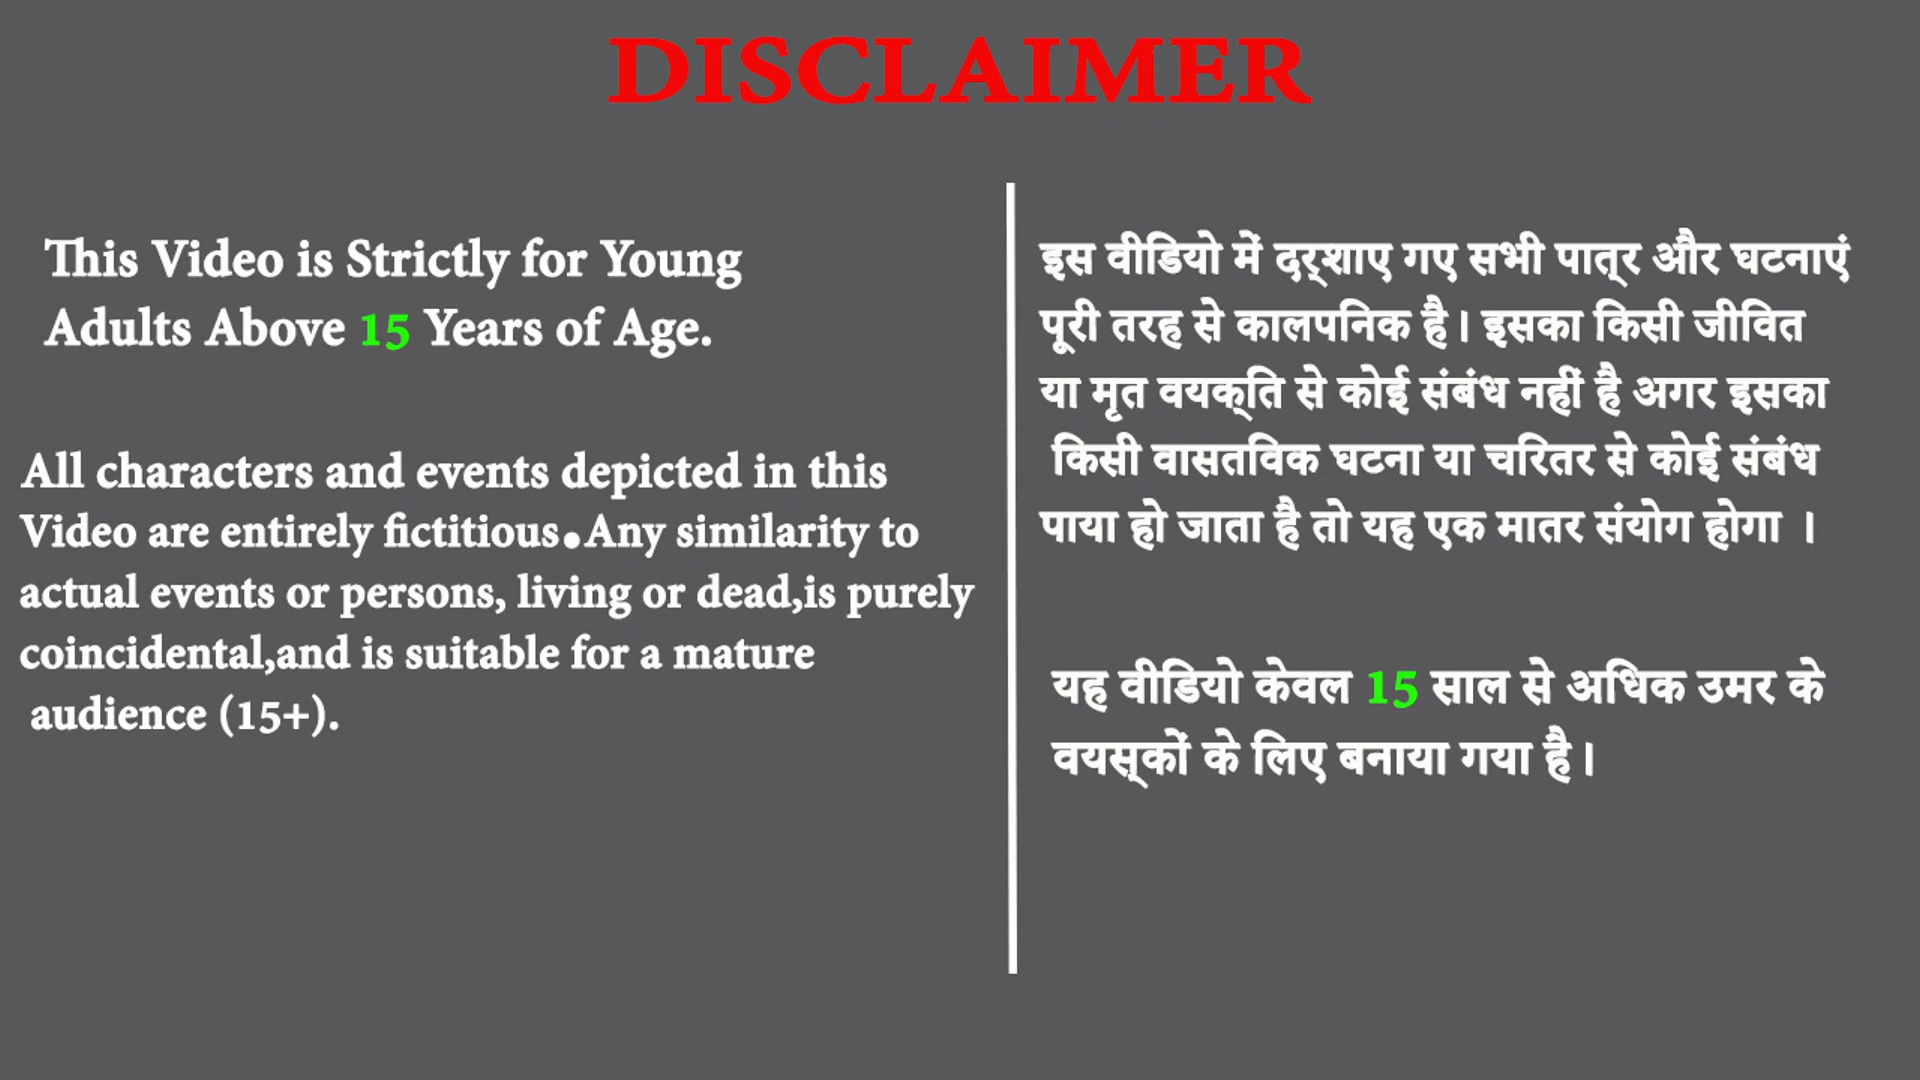 DISCLAIMER
This Video is Strictly for Young
Adults Above 15 Years of Age.
All characters and events depicted in this
Video are entirely fictitious.Any similarity to
actual events or persons, living or dead,is purely
coincidental,and is suitable for a mature
audience (15+).
इस वीडियो में दर्‌शाए गए सभी पात्‌र और घटनाएं
पूरी तरह से कालपनिक है। इसका किसी जीवित
या मृत वयक्‌ति से कोई संबंध नहीं है अगर इसका
किसी वासतविक घटना या चरितर से कोई संबंध
पाया हो जाता है तो यह एक मातर संयोग होगा ।
यह वीडियो केवल 15 साल से अधिक उमर के
वयस्‌कों के लिए बनाया गया है।